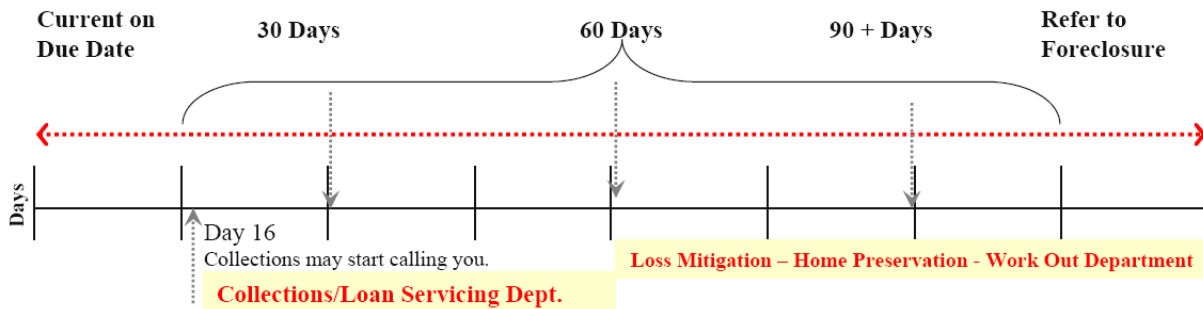 Current on
Due Date
30 Days
60 Days
90 + Days
Refer to
Foreclosure
Days
Day 16
Collections may start calling you.
Collections/Loan Servicing Dept.
Loss Mitigation – Home Preservation - Work Out Department